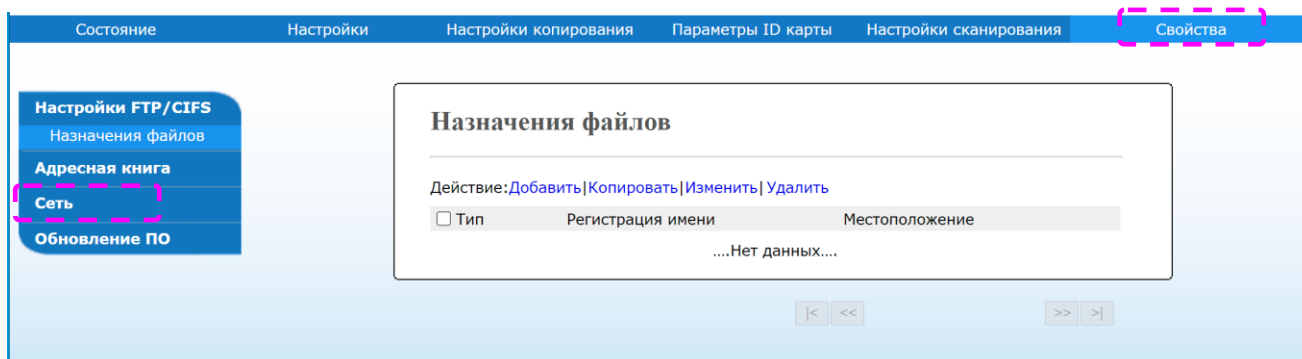 Состояние Настройки Настройки копирования Параметры ID карты Настройки сканирования Свойства
Настройки FTP/CIFS
Назначения файлов
Адресная книга
Сеть
Обновление ПО
Назначения файлов
Действие:Добавить|Копировать|Изменить| Удалить
Тип Регистрация имени Местоположение
....Нет данных....
|< << >> >|